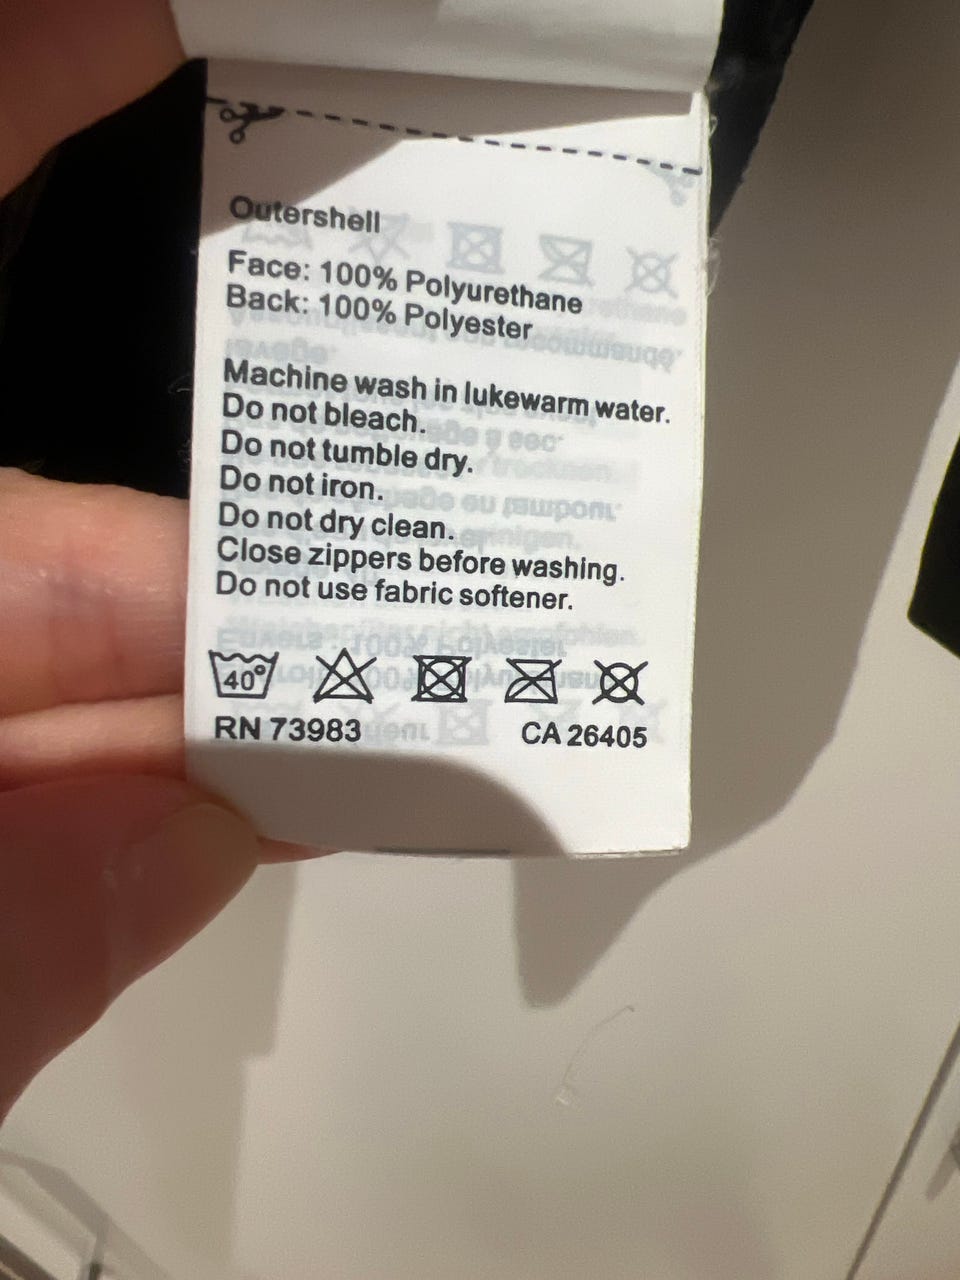 Outershell
Face: 100% Polyurethane
Back: 100% Polyester
Machine wash in lukewarm water.
Do not bleach.
Do not tumble dry.
Do not iron.
Do not dry clean.
Close zippers before washing.
Do not use fabric softener.
40°
RN 73983 CA 26405